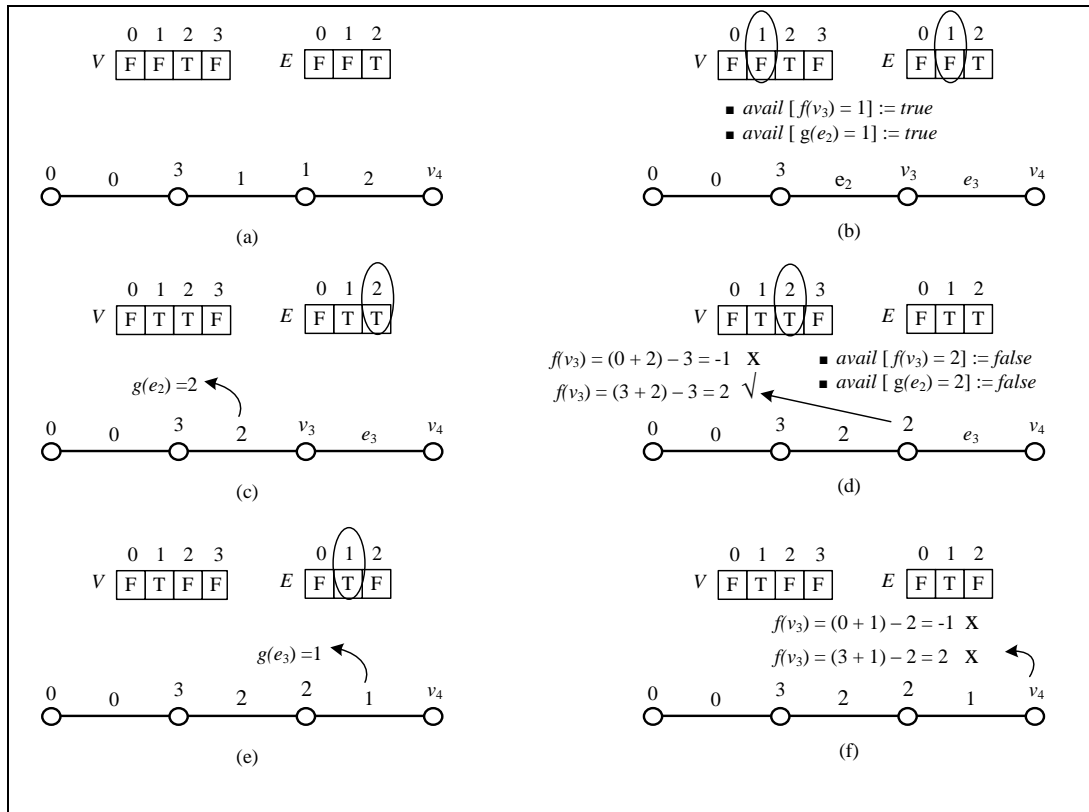 0 1 2 3 0 1 2
V F F T F E F F T
0 3 1 v4
0 1 2
(a)
0 1 2 3 0 1 2
V F F T F E F F T
■ avail [ f(v3) = 1] := true
■ avail [ g(e2) = 1] := true
0 3 v3 v4
0 e2 e3
(b)
0 1 2 3 0 1 2
V F T T F E F T T
g(e2) =2
0 3 v3 v4
0 2 e3
(c)
0 1 2 3 0 1 2
V F T T F E F T T
f(v3) = (0 + 2) – 3 = -1 X
f(v3) = (3 + 2) – 3 = 2 √
■ avail [ f(v3) = 2] := false
■ avail [ g(e2) = 2] := false
0 3 2 v4
0 2 e3
(d)
0 1 2 3 0 1 2
V F T F F E F T F
g(e3) =1
0 3 2 v4
0 2 1
(e)
0 1 2 3 0 1 2
V F T F F E F T F
f(v3) = (0 + 1) – 2 = -1 X
f(v3) = (3 + 1) – 2 = 2 X
0 3 2 v4
0 2 1
(f)